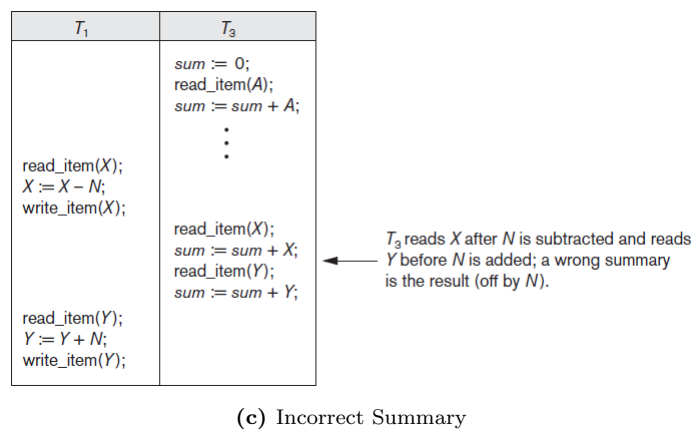 T₁ T₃
sum := 0;
read_item(A);
sum := sum + A;
read_item(X);
X := X – N;
write_item(X);
read_item(X);
sum := sum + X;
read_item(Y);
sum := sum + Y;
T₃ reads X after N is subtracted and reads
Y before N is added; a wrong summary
is the result (off by N).
read_item(Y);
Y := Y + N;
write_item(Y);
(c) Incorrect Summary